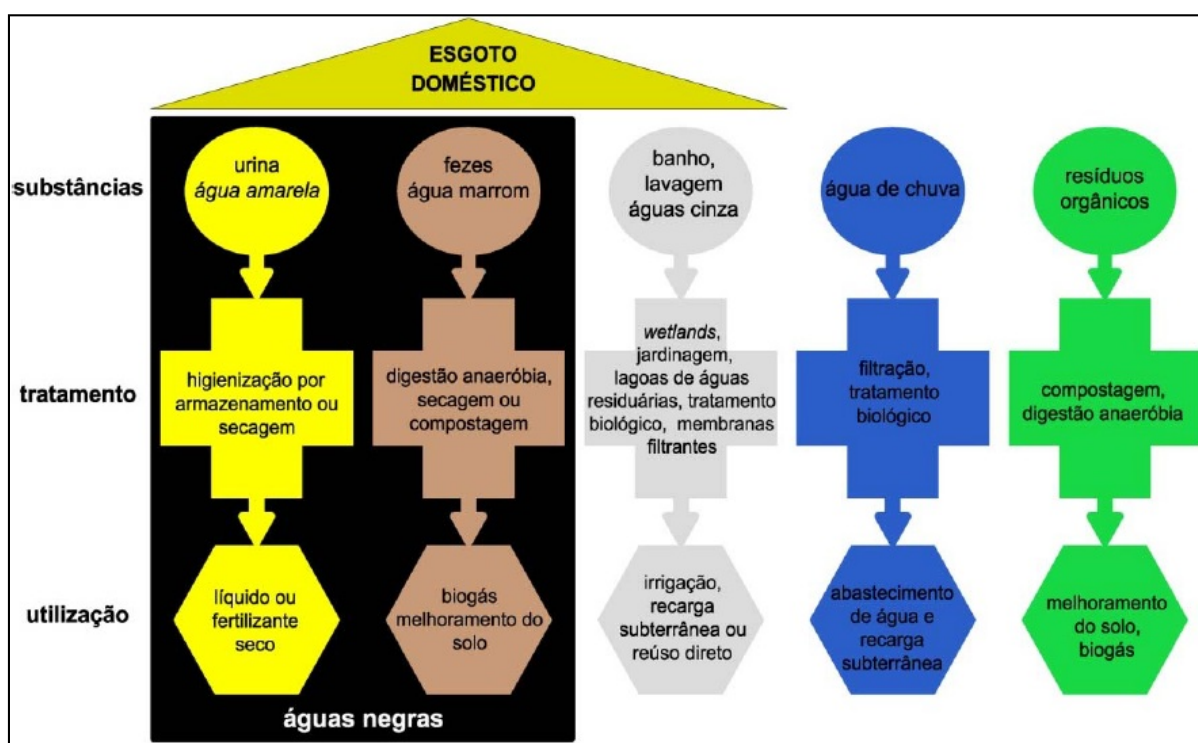 ESGOTO
DOMÉSTICO
substâncias
urina
água amarela
fezes
água marrom
banho,
lavagem
águas cinza
água de chuva
resíduos
orgânicos
tratamento
higienização por
armazenamento ou
secagem
digestão anaeróbia,
secagem ou
compostagem
wetlands,
jardinagem,
lagoas de águas
residuárias, tratamento
biológico, membranas
filtrantes
filtração,
tratamento
biológico
compostagem,
digestão anaeróbia
utilização
líquido ou
fertilizante
seco
biogás
melhoramento do
solo
irrigação,
recarga
subterrânea ou
reúso direto
abastecimento
de água e
recarga
subterrânea
melhoramento
do solo,
biogás
águas negras